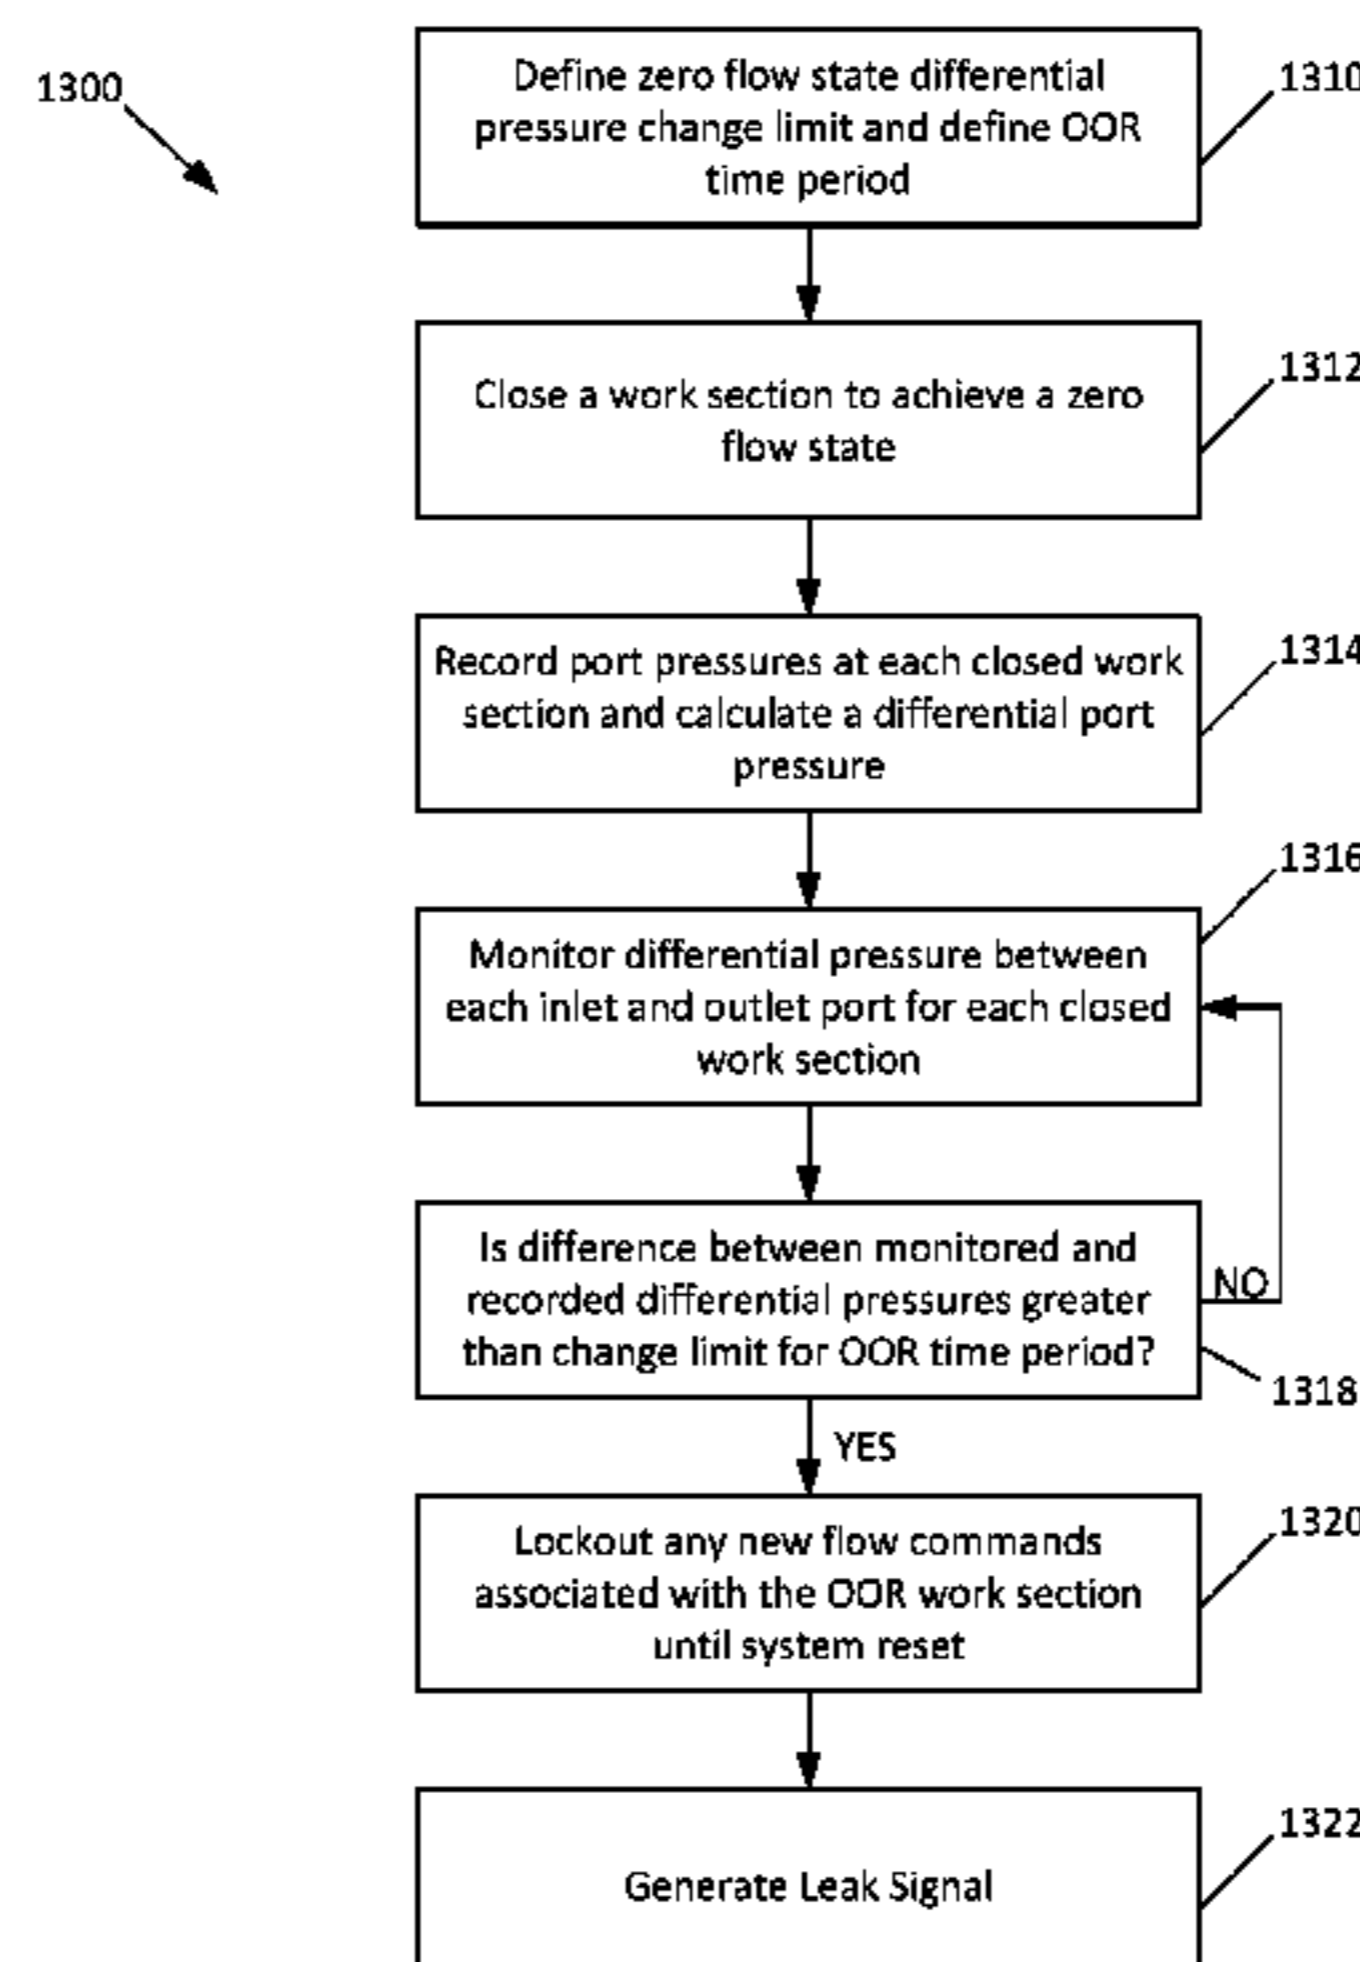 1300
Define zero flow state differential
pressure change limit and define OOR
time period
1310
Close a work section to achieve a zero
flow state
1312
Record port pressures at each closed work
section and calculate a differential port
pressure
1314
Monitor differential pressure between
each inlet and outlet port for each closed
work section
1316
Is difference between monitored and
recorded differential pressures greater
than change limit for OOR time period?
NO
1318
YES
Lockout any new flow commands
associated with the OOR work section
until system reset
1320
Generate Leak Signal
1322